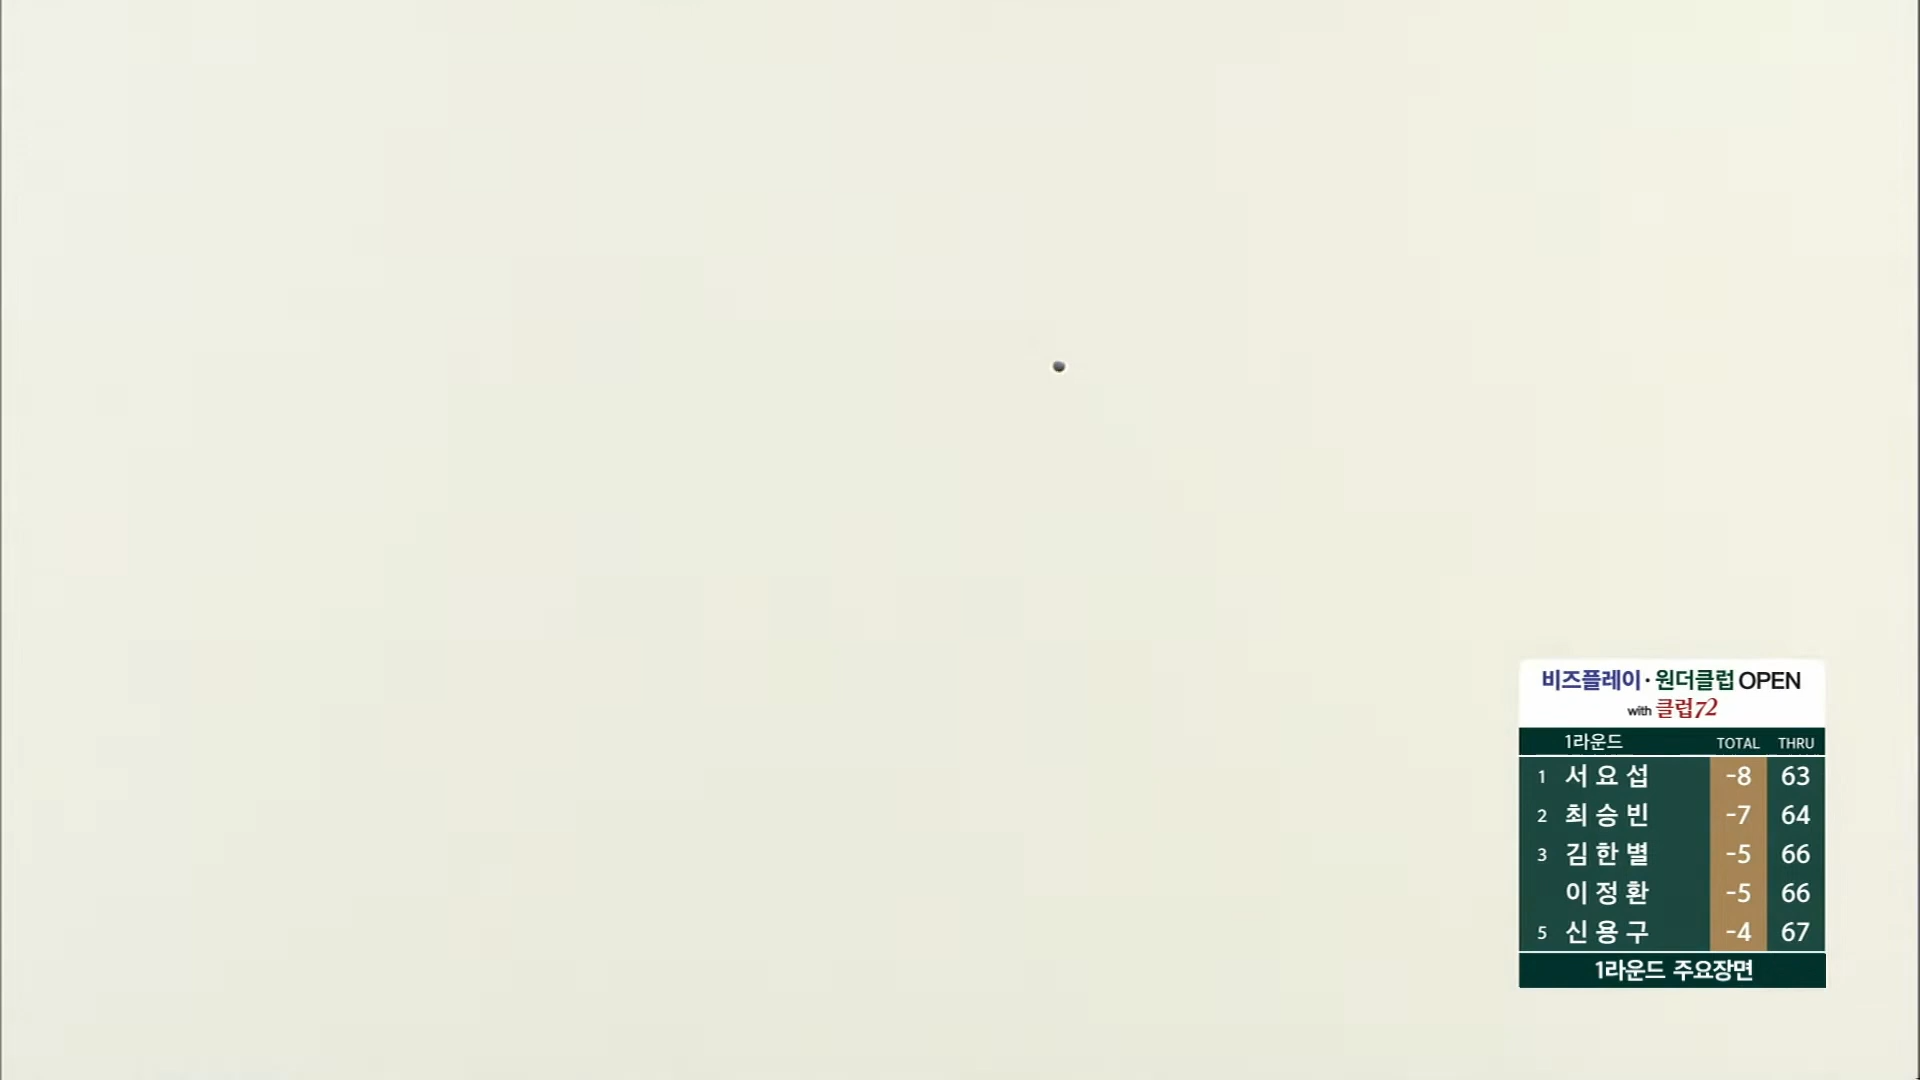 비즈플레이·원더클럽 OPEN
with 클럽72
1라운드 TOTAL THRU
1 서요섭 -8 63
2 최승빈 -7 64
3 김한별 -5 66
이정환 -5 66
5 신용구 -4 67
1라운드 주요장면